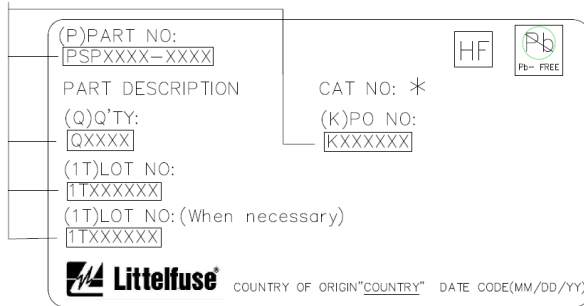 (P)PART NO:
PSPXXXX-XXXX
HF
Pb
Pb- FREE
PART DESCRIPTION
CAT NO: *
(Q)Q'TY:
QXXXX
(K)PO NO:
KXXXXXX
(1T)LOT NO:
1TXXXXXX
(1T)LOT NO:(When necessary)
1TXXXXXX
Littelfuse®
COUNTRY OF ORIGIN"COUNTRY" DATE CODE(MM/DD/YY)